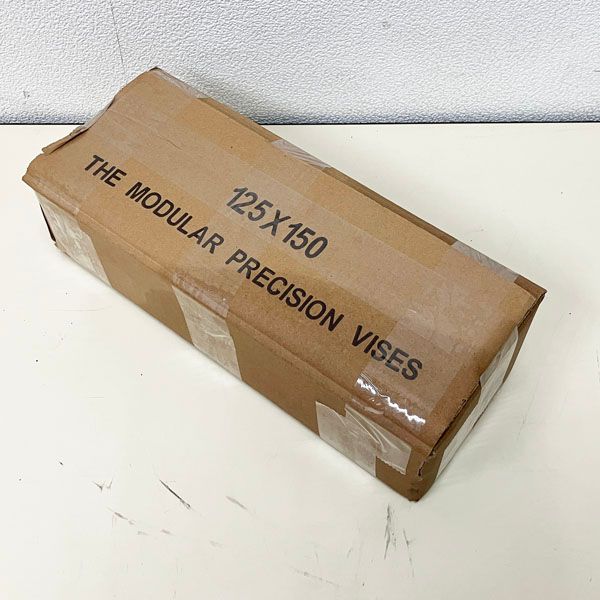 125X150
THE MODULAR PRECISION VISES